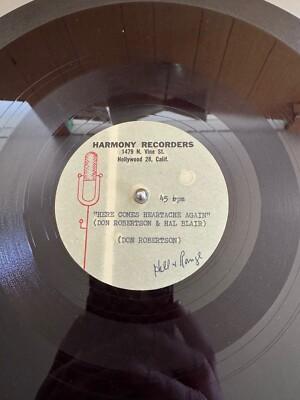 HARMONY RECORDERS
1479 N. Vine St.
Hollywood 28, Calif.
45 bpm
"HERE COMES HEARTACHE AGAIN"
(DON ROBERTSON & HAL BLAIR)
(DON ROBERTSON)
Hill & Range